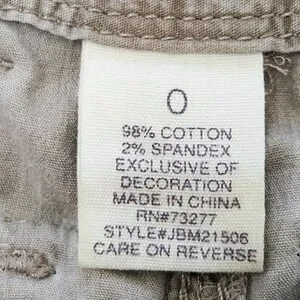 0
98% COTTON
2% SPANDEX
EXCLUSIVE OF
DECORATION
MADE IN CHINA
RN#73277
STYLE#JBM21506
CARE ON REVERSE